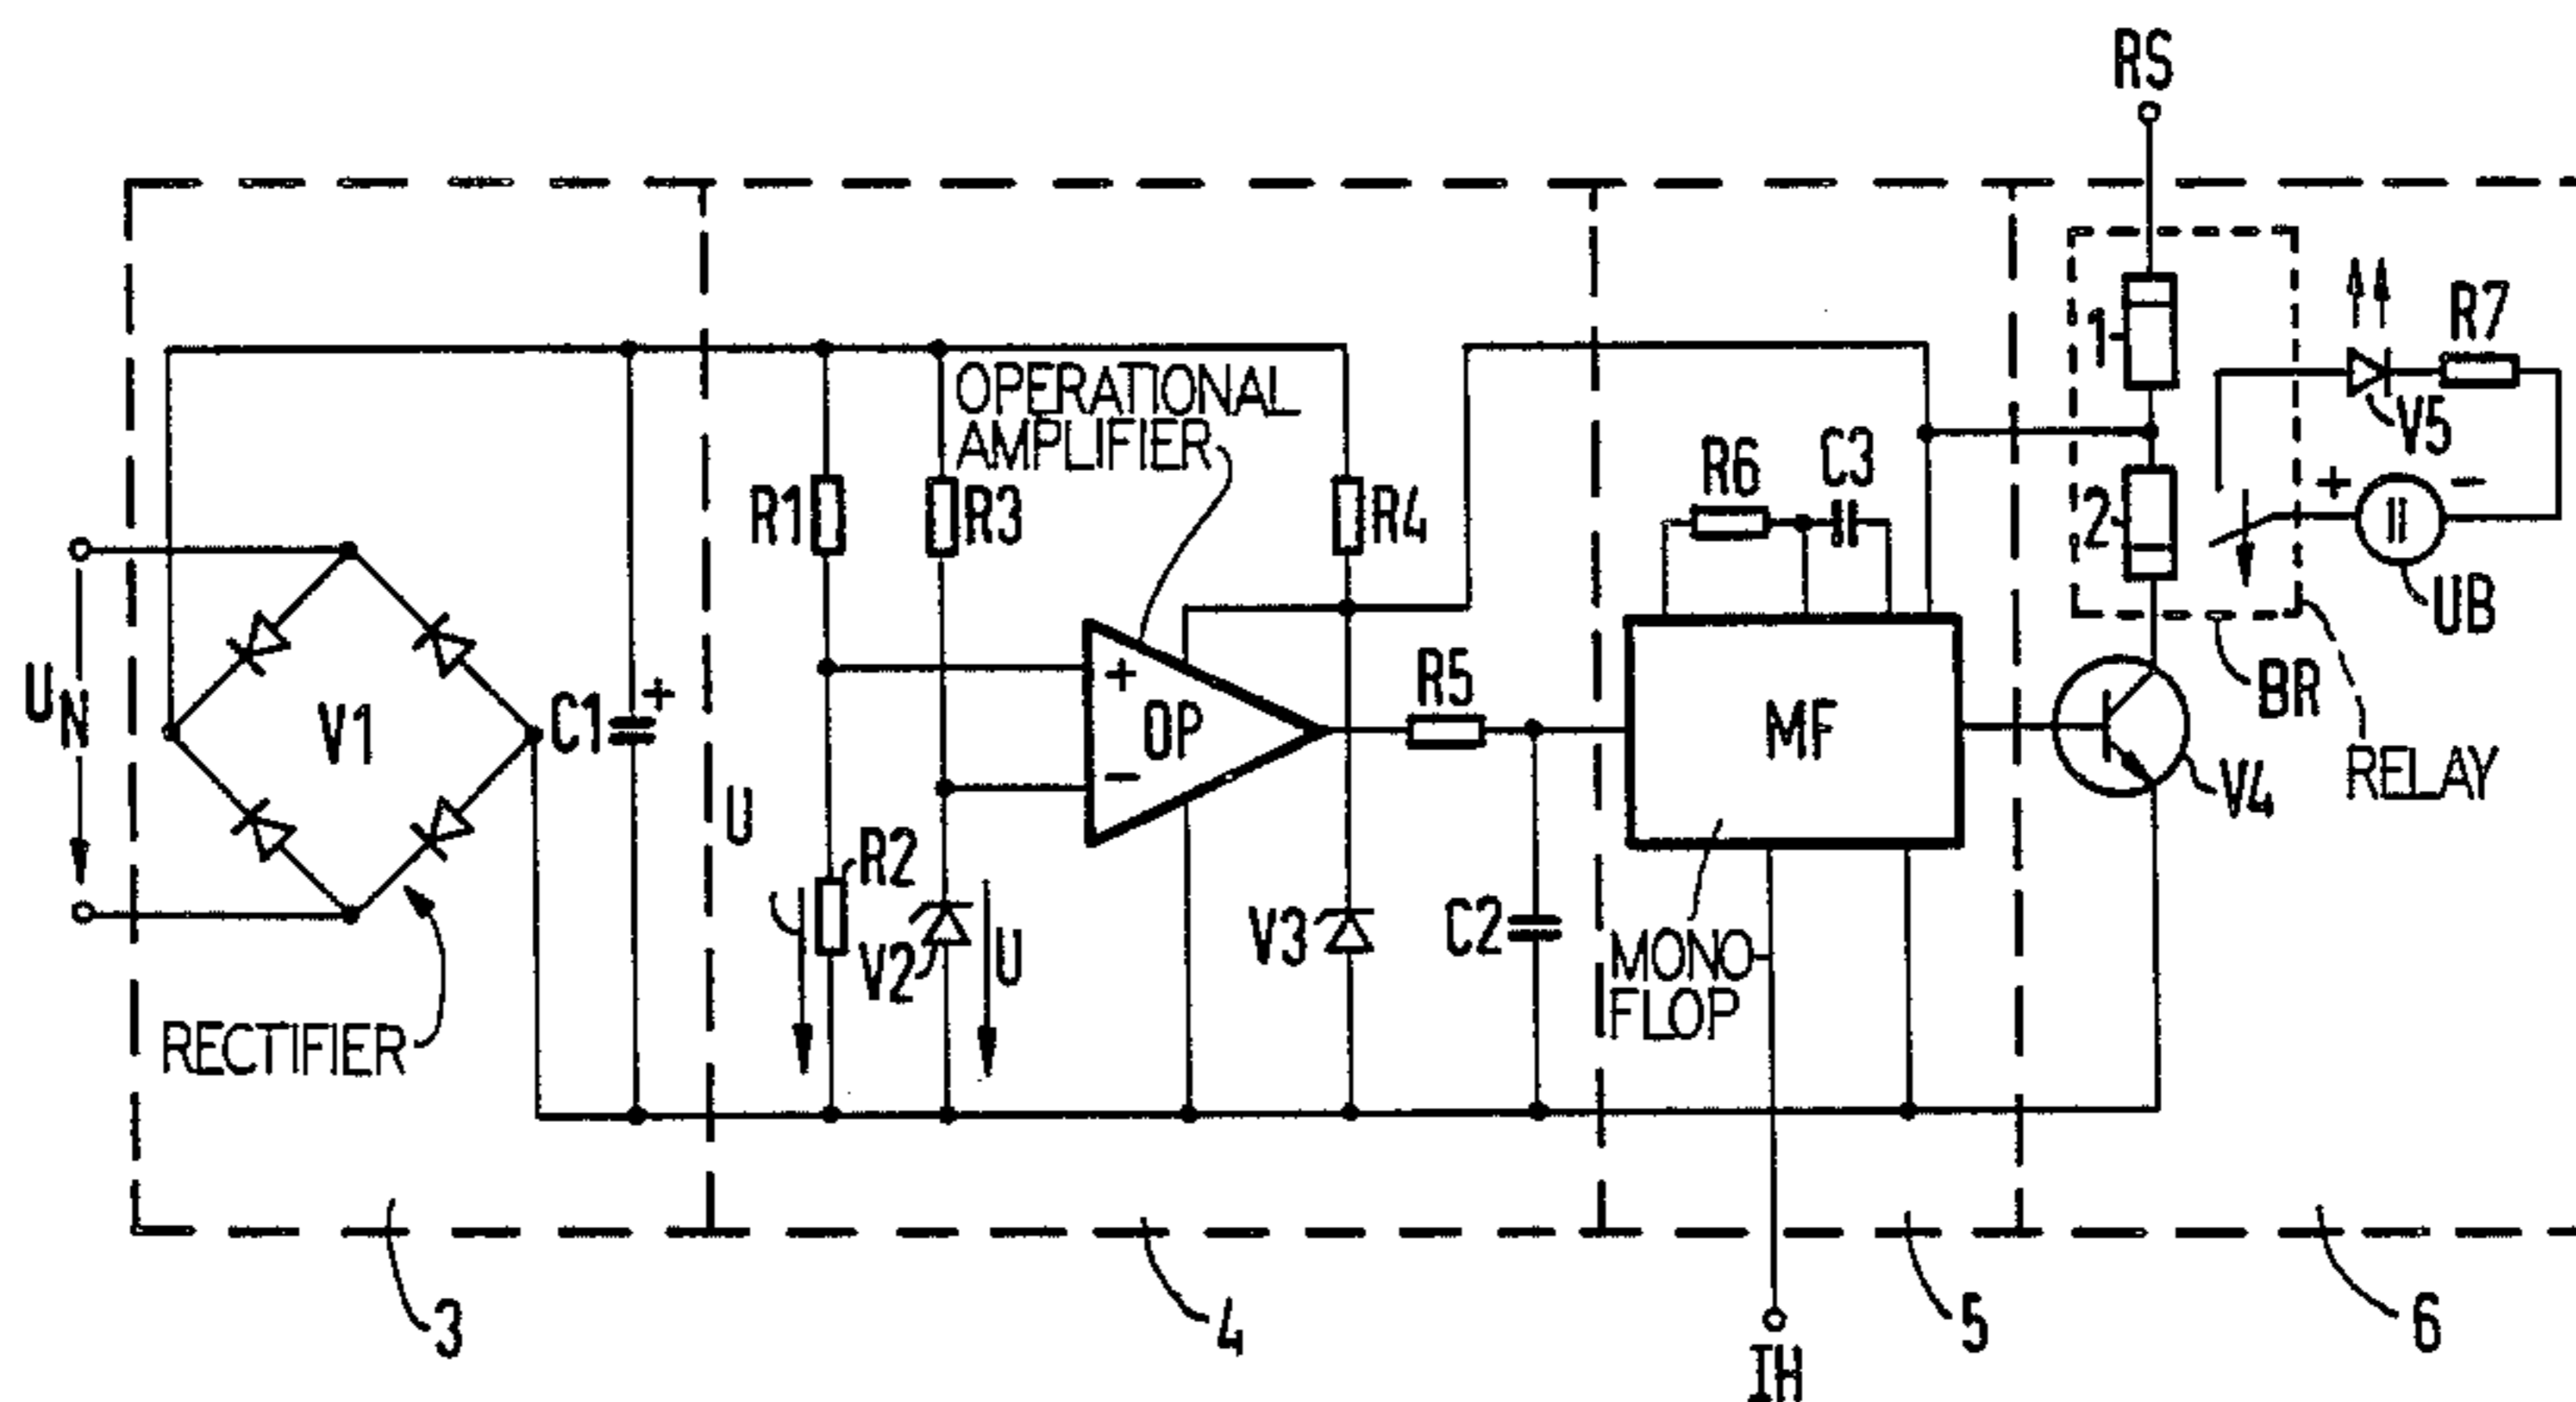 RS
OPERATIONAL
AMPLIFIER
R1
R3
R4
R6
C3
1
2
R7
V5
+
-
UB
BR
RELAY
UN
V1
C1
+
U
+
OP
-
R5
MF
V4
R2
V2
U
V3
C2
MONO
FLOP
RECTIFIER
3
4
5
6
IH